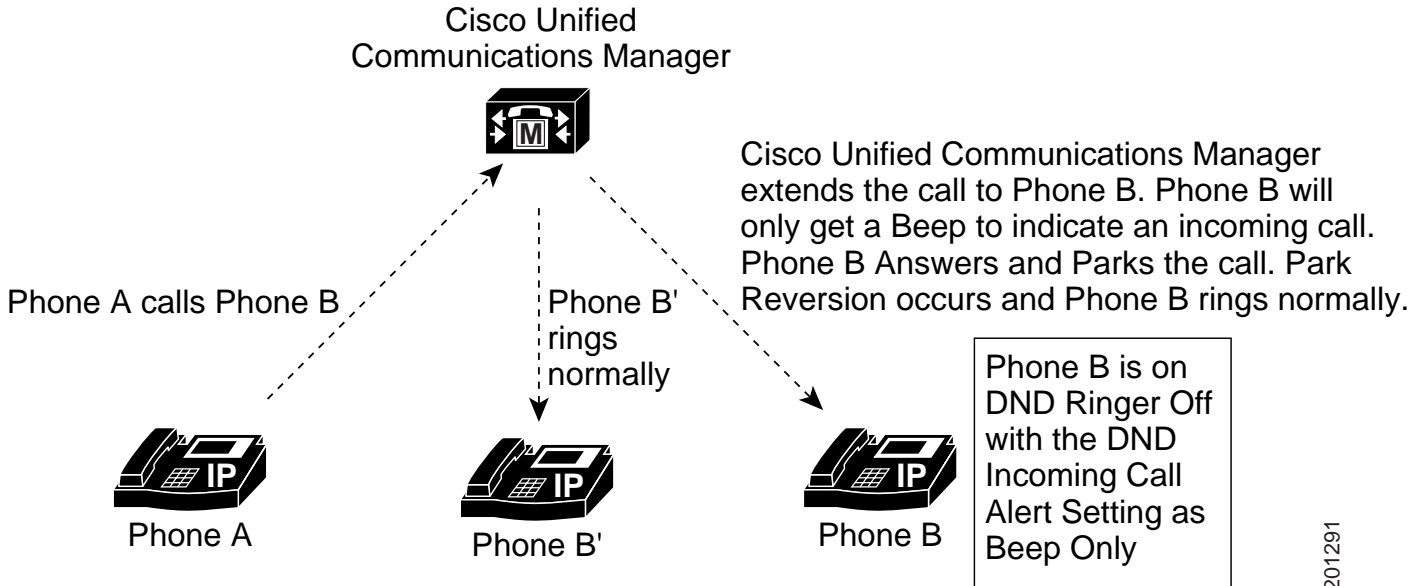 Cisco Unified
Communications Manager
M
Cisco Unified Communications Manager
extends the call to Phone B. Phone B will
only get a Beep to indicate an incoming call.
Phone B Answers and Parks the call. Park
Reversion occurs and Phone B rings normally.
Phone A calls Phone B
Phone B'
rings
normally
Phone B is on
DND Ringer Off
with the DND
Incoming Call
Alert Setting as
Beep Only
IP
Phone A
IP
Phone B'
IP
Phone B
201291